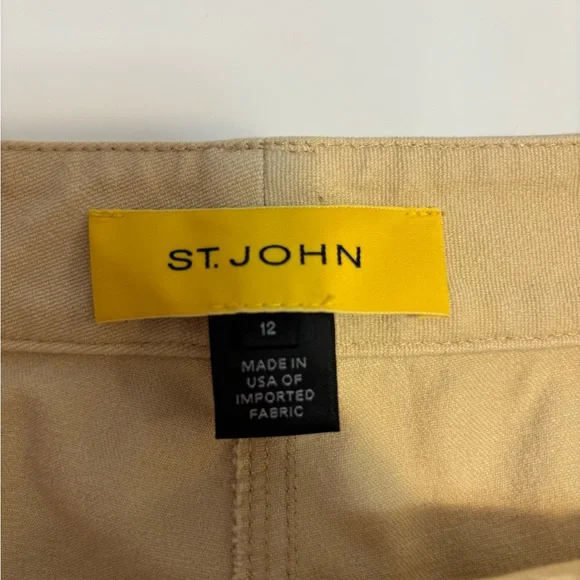 ST. JOHN
12
MADE IN
USA OF
IMPORTED
FABRIC